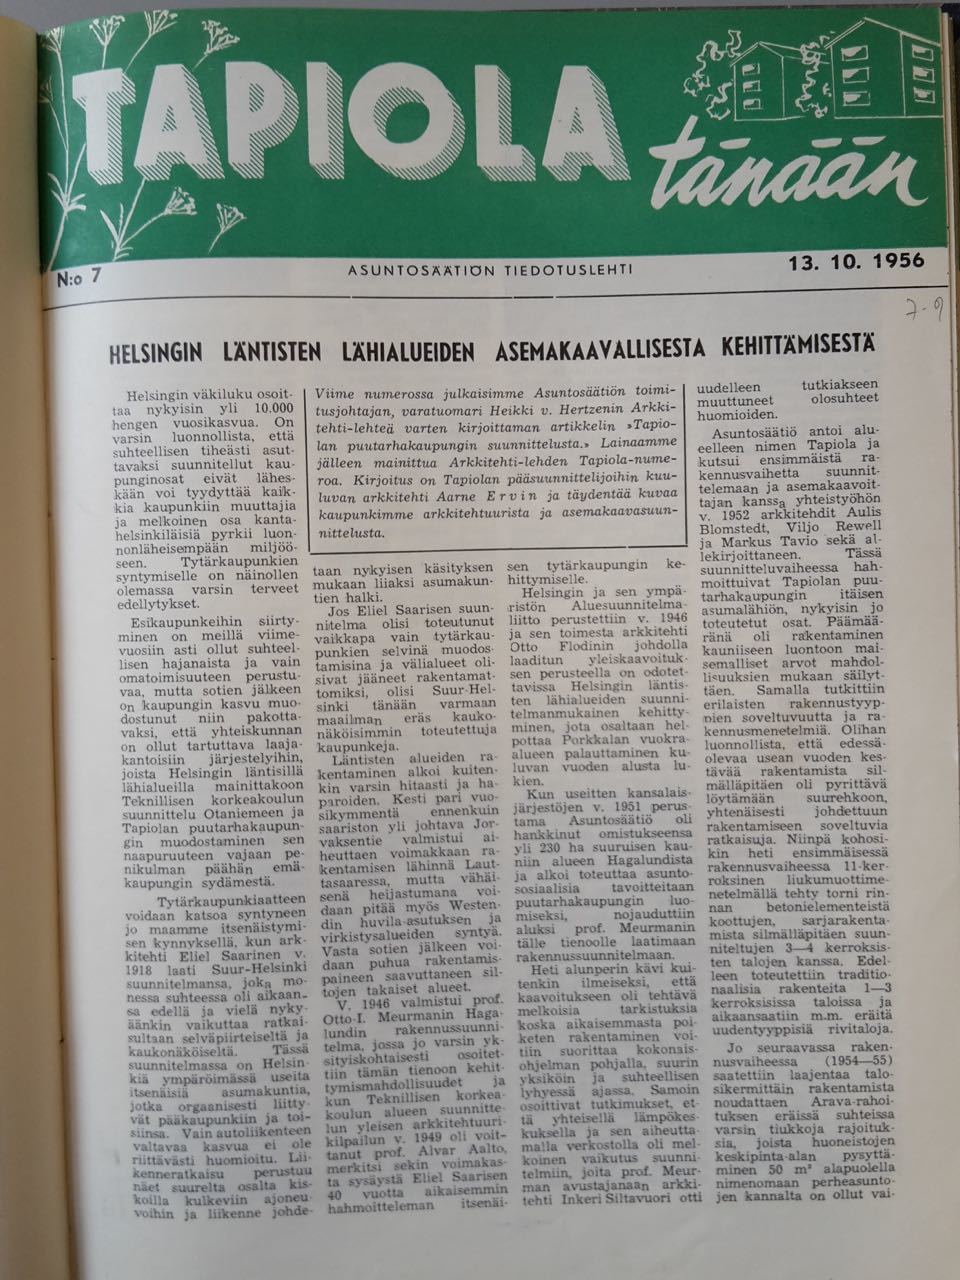 TAPIOLA
tänään
N:o 7
ASUNTOSÄÄTIÖN TIEDOTUSLEHTI
13. 10. 1956
7-9
HELSINGIN LÄNTISTEN LÄHIALUEIDEN ASEMAKAAVALLISESTA KEHITTÄMISESTÄ
Helsingin väkiluku osoit-
taa nykyisin yli 10.000
hengen vuosikasvua. On
varsin luonnollista, että
suhteellisen tiheästi asut-
tavaksi suunnitellut kau-
punginosat eivät lähes-
kään voi tyydyttää kaik-
kia kaupunkiin muuttajia
ja melkoinen osa kanta-
helsinkiläisiä pyrkii luon-
nonläheisempään miljöö-
seen. Tytärkaupunkien
syntymiselle on näinollen
olemassa varsin terveet
edellytykset.
Esikaupunkeihin siirty-
minen on meillä viime-
vuosiin asti ollut suhteel-
lisen hajanaista ja vain
omatoimisuuteen perustu-
vaa, mutta sotien jälkeen
on kaupungin kasvu muo-
dostunut niin pakotta-
vaksi, että yhteiskunnan
on ollut tartuttava laaja-
kantoisiin järjestelyihin,
joista Helsingin läntisillä
lähialueilla mainittakoon
Teknillisen korkeakoulun
suunnittelu Otaniemeen ja
Tapiolan puutarhakaupun-
gin muodostaminen sen
naapuruuteen vajaan pe-
nikulman päähän emä-
kaupungin sydämestä.
Tytärkaupunkiaatteen
voidaan katsoa syntyneen
jo maamme itsenäistymi-
sen kynnyksellä, kun ark-
kitehti Eliel Saarinen v.
1918 laati Suur-Helsinki
suunnitelmansa, joka mo-
nessa suhteessa oli aikaan-
sa edellä ja vielä nyky-
äänkin vaikuttaa ratkai-
sultaan selväpiirteiseltä ja
kaukonäköiseltä. Tässä
suunnitelmassa on Helsin-
kiä ympäröimässä useita
itsenäisiä asumakuntia,
jotka orgaanisesti liitty-
vät pääkaupunkiin ja toi-
siinsa. Vain autoliikenteen
valtavaa kasvua ei ole
riittävästi huomioitu. Lii-
kenneratkaisu perustuu
näet suurelta osalta kis-
koilla kulkeviin ajoneu-
voihin ja liikenne johde-
Viime numerossa julkaisimme Asuntosäätiön toimi-
tusjohtajan, varatuomari Heikki v. Hertzenin Arkki-
tehti-lehteä varten kirjoittaman artikkelin »Tapio-
lan puutarhakaupungin suunnittelusta.» Lainaamme
jälleen mainittua Arkkitehti-lehden Tapiola-nume-
roa. Kirjoitus on Tapiolan pääsuunnittelijoihin kuu-
luvan arkkitehti Aarne Ervin ja täydentää kuvaa
kaupunkimme arkkitehtuurista ja asemakaavasuun-
nittelusta.
taan nykyisen käsityksen
mukaan liiaksi asumakun-
tien halki.
Jos Eliel Saarisen suun-
nitelma olisi toteutunut
vaikkapa vain tytärkau-
punkien selvinä muodos-
tamisina ja välialueet oli-
sivat jääneet rakentamat-
tomiksi, olisi Suur-Hel-
sinki tänään varmaan
maailman eräs kauko-
näköisimmin toteutettuja
kaupunkeja.
Läntisten alueiden ra-
kentaminen alkoi kuiten-
kin varsin hitaasti ja ha-
paroiden. Kesti pari vuo-
sikymmentä ennenkuin
saariston yli johtava Jor-
vaksentie valmistui ai-
heuttaen voimakkaan ra-
kentamisen lähinnä Laut-
tasaaressa, mutta vähäi-
senä heijastumana voi-
daan pitää myös Westen-
din huvila-asutuksen ja
virkistysalueiden syntyä.
Vasta sotien jälkeen voi-
daan puhua rakentamis-
paineen saavuttaneen sil-
tojen takaiset alueet.
V. 1946 valmistui prof.
Otto-I. Meurmanin Haga-
lundin rakennussuunni-
telma, jossa jo varsin yk-
sityiskohtaisesti osoitet-
tiin tämän tienoon kehit-
tymismahdollisuudet ja
kun Teknillisen korkea-
koulun alueen suunnitte-
lun yleisen arkkitehtuuri-
kilpailun v. 1949 oli voit-
tanut prof. Alvar Aalto,
merkitsi sekin voimakas-
ta sysäystä Eliel Saarisen
40 vuotta aikaisemmin
hahmoitteleman itsenäi-
sen tytärkaupungin ke-
hittymiselle.
Helsingin ja sen ympä-
ristön Aluesuunnitelma-
liitto perustettiin v. 1946
ja sen toimesta arkkitehti
Otto Flodinin johdolla
laaditun yleiskaavoituk-
sen perusteella on odotet-
tavissa Helsingin läntis-
ten lähialueiden suunni-
telmanmukainen kehitty-
minen, jota osaltaan hel-
pottaa Porkkalan vuokra-
alueen palauttaminen ku-
luvan vuoden alusta lu-
kien.
Kun useitten kansalais-
järjestöjen v. 1951 perus-
tama Asuntosäätiö oli
hankkinut omistukseensa
yli 230 ha suuruisen kau-
niin alueen Hagalundista
ja alkoi toteuttaa asunto-
sosiaalisia tavoitteitaan
puutarhakaupungin luo-
miseksi, nojauduttiin
aluksi prof. Meurmanin
tälle tienoolle laatimaan
rakennussuunnitelmaan.
Heti alunperin kävi kui-
tenkin ilmeiseksi, että
kaavoitukseen oli tehtävä
melkoisia tarkistuksia
koska aikaisemmasta poi-
keten rakentaminen voi-
tiin suorittaa kokonais-
ohjelman pohjalla, suurin
yksiköin ja suhteellisen
lyhyessä ajassa. Samoin
osoittivat tutkimukset, et-
tä yhteisellä lämpökes-
kuksella ja sen aiheutta-
malla verkostolla oli mel-
koinen vaikutus suunni-
telmiin, joita prof. Meur-
man avustajanaan arkki-
tehti Inkeri Siltavuori otti
uudelleen tutkiakseen
muuttuneet olosuhteet
huomioiden.
Asuntosäätiö antoi alu-
eelleen nimen Tapiola ja
kutsui ensimmäistä ra-
kennusvaihetta suunnit-
telemaan ja asemakaavoit-
tajan kanssa yhteistyöhön
v. 1952 arkkitehdit Aulis
Blomstedt, Viljo Rewell
ja Markus Tavio sekä al-
lekirjoittaneen. Tässä
suunnitteluvaiheessa hah-
moittuivat Tapiolan puu-
tarhakaupungin itäisen
asumalähiön, nykyisin jo
toteutetut osat. Päämää-
ränä oli rakentaminen
kauniiseen luontoon mai-
semalliset arvot mahdol-
lisuuksien mukaan säilyt-
täen. Samalla tutkittiin
erilaisten rakennustyyp-
pien soveltuvuutta ja ra-
kennusmenetelmiä. Olihan
luonnollista, että edessä-
olevaa usean vuoden kes-
tävää rakentamista sil-
mälläpitäen oli pyrittävä
löytämään suurehkoon,
yhtenäisesti johdettuun
rakentamiseen soveltuvia
ratkaisuja. Niinpä kohosi-
kin heti ensimmäisessä
rakennusvaiheessa 11-ker-
roksinen liukumuottime-
netelmällä tehty torni rin-
nan betonielementeistä
koottujen, sarjarakenta-
mista silmälläpitäen suun-
niteltujen 3—4 kerroksis-
ten talojen kanssa. Edel-
leen toteutettiin traditio-
naalisia rakenteita 1—3
kerroksisissa taloissa ja
aikaansaatiin m.m. eräitä
uudentyyppisiä rivitaloja.
Jo seuraavassa raken-
nusvaiheessa (1954—55)
saatettiin laajentaa talo-
sikermittäin rakentamista
noudattaen Arava-rahoi-
tuksen eräissä suhteissa
varsin tiukkoja rajoituk-
sia, joista huoneistojen
keskipinta-alan pysyttä-
minen 50 m² alapuolella
nimenomaan perheasunto-
jen kannalta on ollut vai-